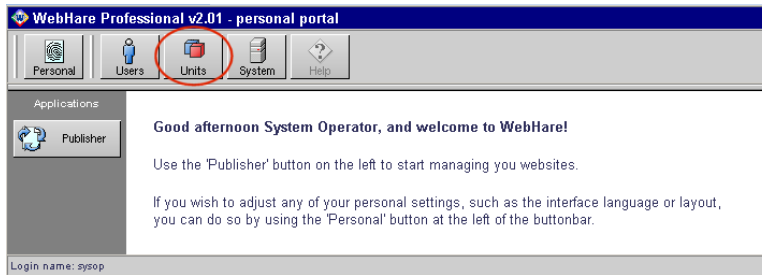 WebHare Professional v2.01 - personal portal
Personal Users Units System Help
Applications
Publisher
Good afternoon System Operator, and welcome to WebHare!
Use the 'Publisher' button on the left to start managing you websites.
If you wish to adjust any of your personal settings, such as the interface language or layout,
you can do so by using the 'Personal' button at the left of the buttonbar.
Login name: sysop